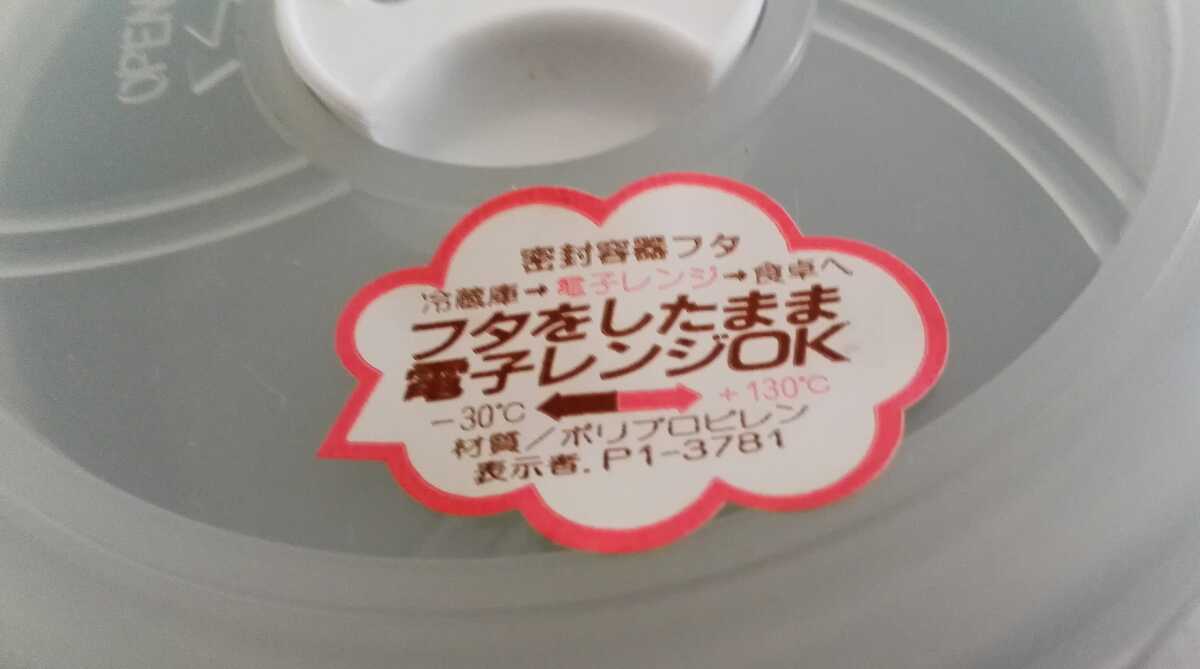 OPEN
密封容器フタ
冷蔵庫→電子レンジ→食卓へ
フタをしたまま
電子レンジOK
-30℃ +130℃
材質/ポリプロピレン
表示者.P1-3781